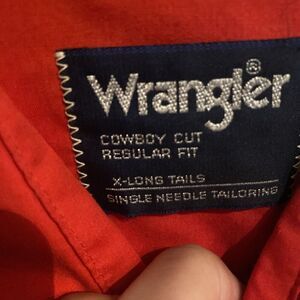 Wrangler®
COWBOY CUT
REGULAR FIT
X-LONG TAILS
SINGLE NEEDLE TAILORING